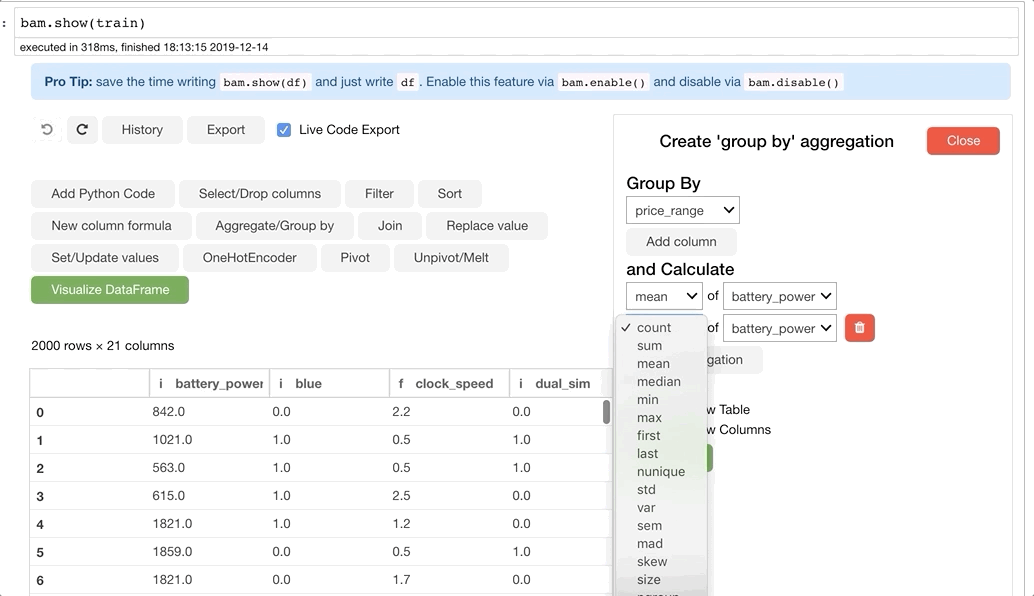 : bam.show(train)
executed in 318ms, finished 18:13:15 2019-12-14
Pro Tip: save the time writing bam.show(df) and just write df. Enable this feature via bam.enable() and disable via bam.disable()
History Export Live Code Export
Add Python Code Select/Drop columns Filter Sort
New column formula Aggregate/Group by Join Replace value
Set/Update values OneHotEncoder Pivot Unpivot/Melt
Visualize DataFrame
2000 rows × 21 columns
i battery_power i blue f clock_speed i dual_sim
0 842.0 0.0 2.2 0.0
1 1021.0 1.0 0.5 1.0
2 563.0 1.0 0.5 1.0
3 615.0 1.0 2.5 0.0
4 1821.0 1.0 1.2 0.0
5 1859.0 0.0 0.5 1.0
6 1821.0 0.0 1.7 0.0
Create 'group by' aggregation Close
Group By
price_range
Add column
and Calculate
mean of battery_power
of battery_power
gation
w Table
w Columns
✓ count
sum
mean
median
min
max
first
last
nunique
std
var
sem
mad
skew
size